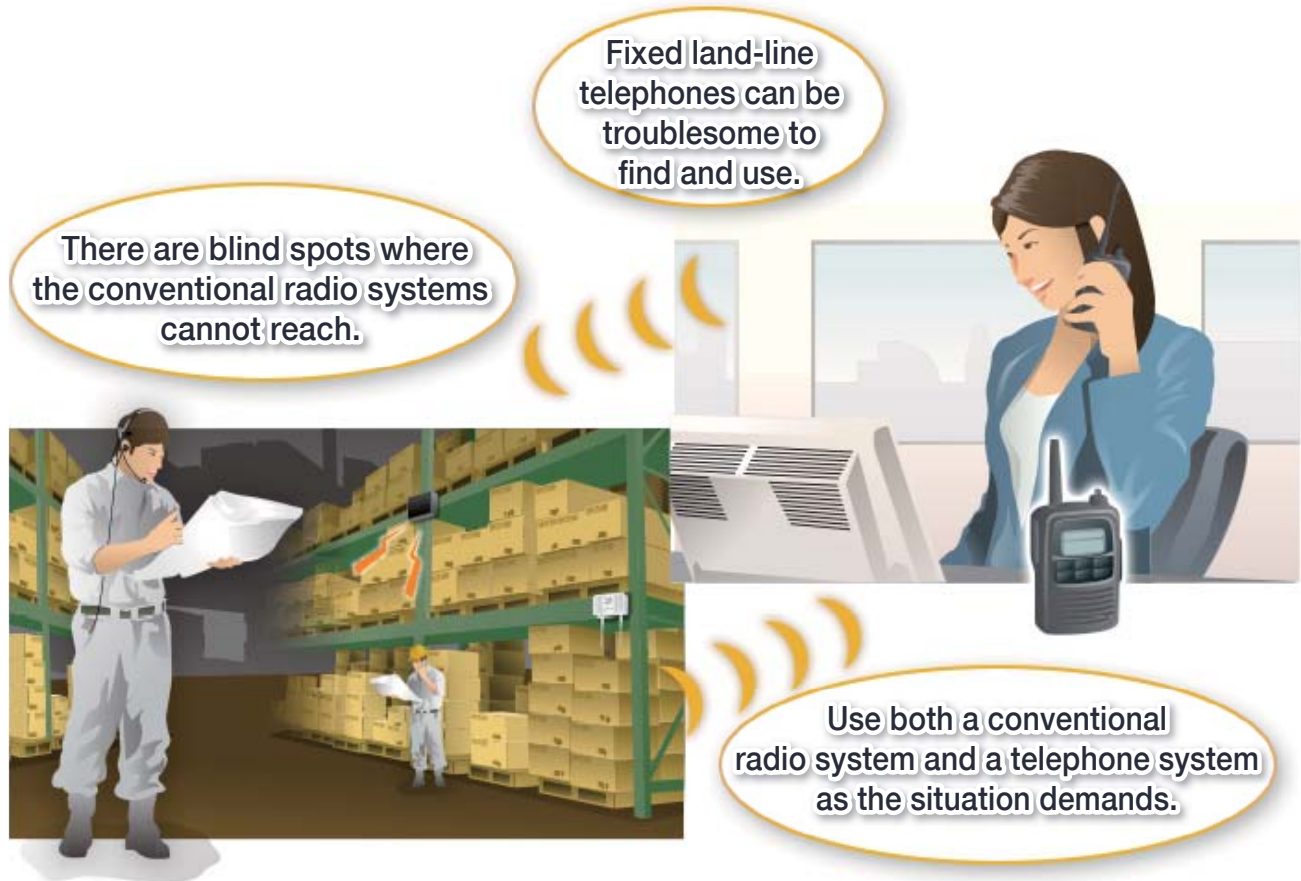 Fixed land-line
telephones can be
troublesome to
find and use.
There are blind spots where
the conventional radio systems
cannot reach.
Use both a conventional
radio system and a telephone system
as the situation demands.